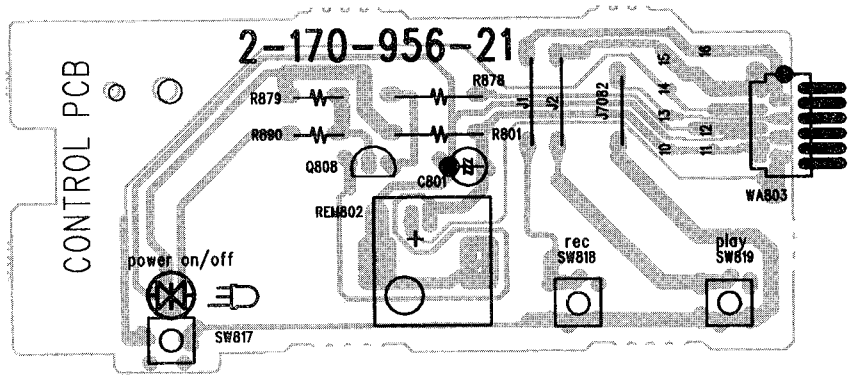 2-170-956-21
CONTROL PCB
R878
R879
R890
R801
Q808
C801
REM802
J1
J2
J7082
15
16
14
13
12
10
11
WA803
power on/off
SW817
rec
SW818
play
SW819